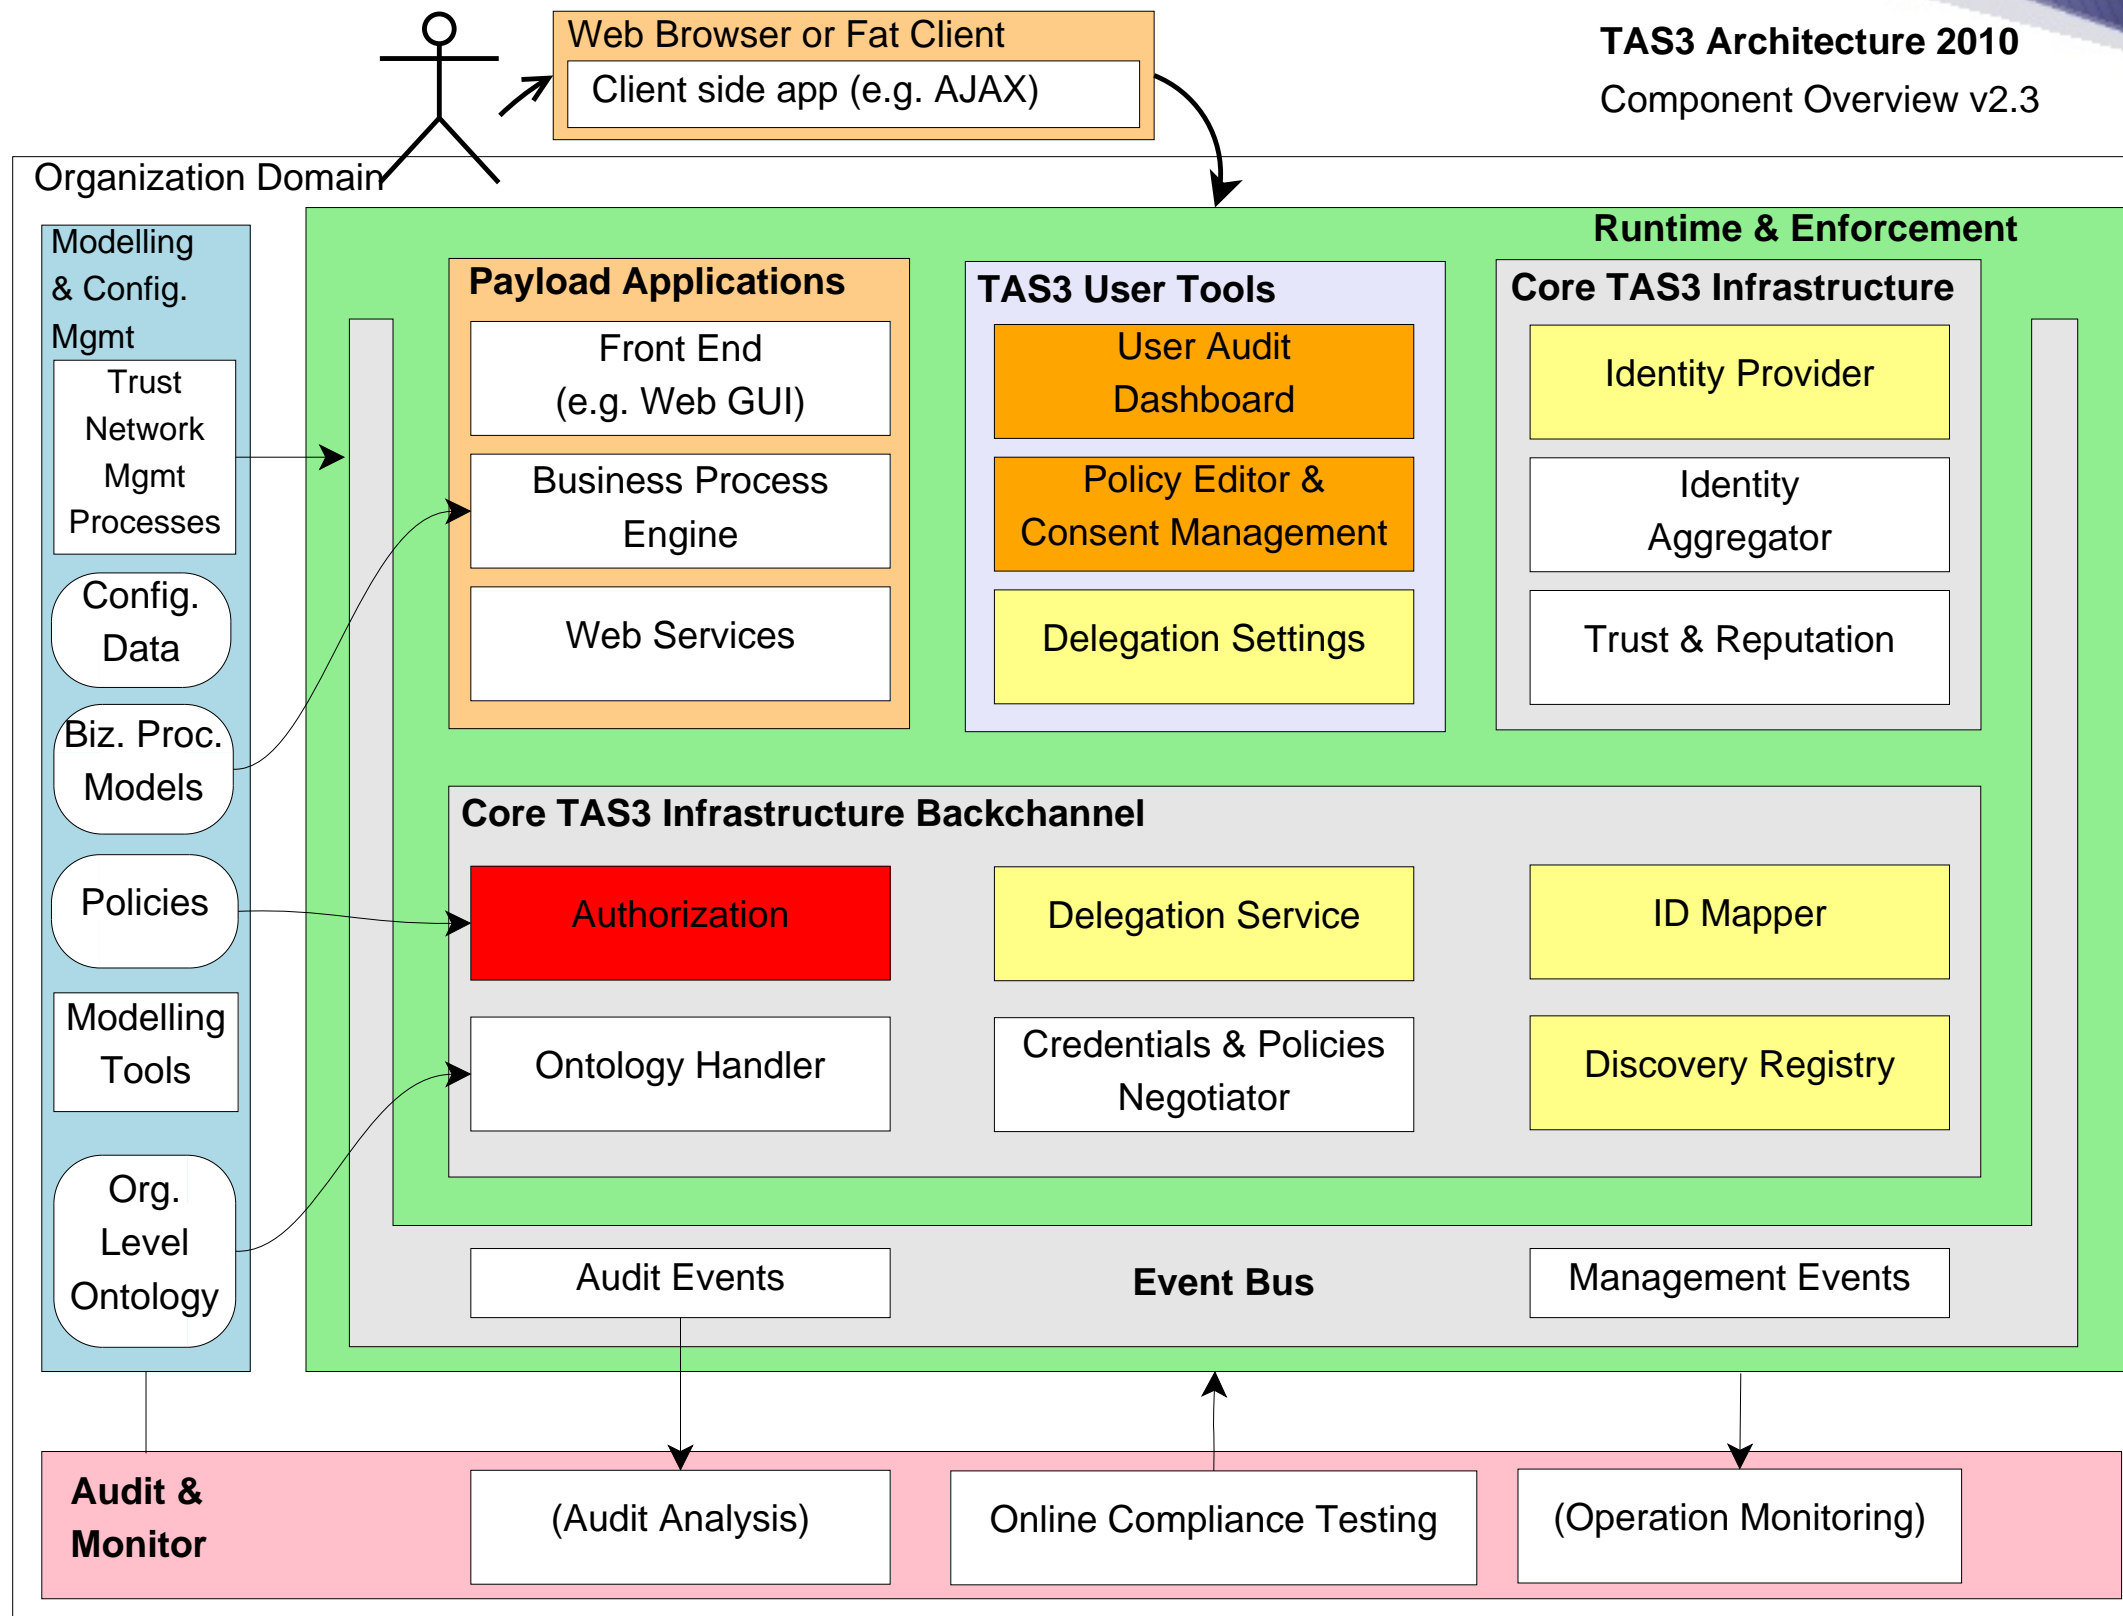 Web Browser or Fat Client
Client side app (e.g. AJAX)
TAS3 Architecture 2010
Component Overview v2.3
Organization Domain
Modelling
& Config.
Mgmt
Trust
Network
Mgmt
Processes
Config.
Data
Biz. Proc.
Models
Policies
Modelling
Tools
Org.
Level
Ontology
Runtime & Enforcement
Payload Applications
Front End
(e.g. Web GUI)
Business Process
Engine
Web Services
TAS3 User Tools
User Audit
Dashboard
Policy Editor &
Consent Management
Delegation Settings
Core TAS3 Infrastructure
Identity Provider
Identity
Aggregator
Trust & Reputation
Core TAS3 Infrastructure Backchannel
Authorization
Delegation Service
ID Mapper
Ontology Handler
Credentials & Policies
Negotiator
Discovery Registry
Audit Events
Event Bus
Management Events
Audit &
Monitor
(Audit Analysis)
Online Compliance Testing
(Operation Monitoring)